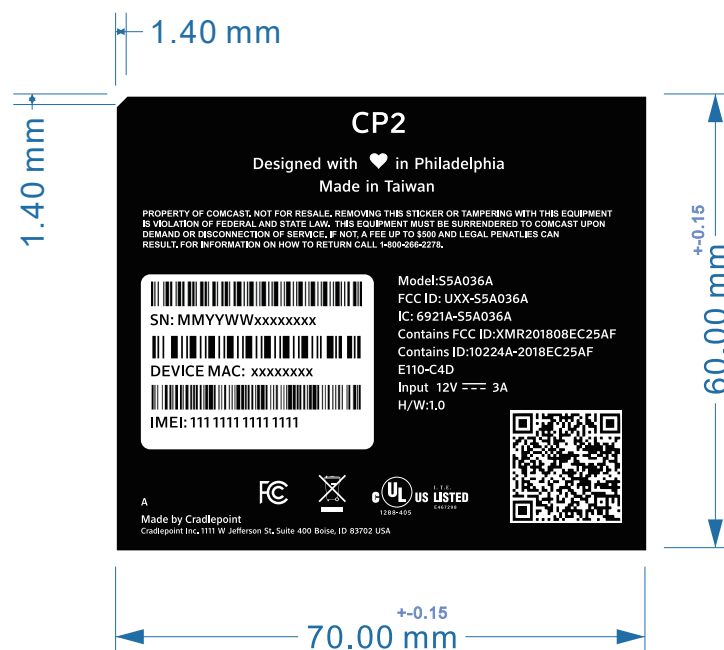 1.40 mm
1.40 mm
CP2
Designed with ♥ in Philadelphia
Made in Taiwan
PROPERTY OF COMCAST. NOT FOR RESALE. REMOVING THIS STICKER OR TAMPERING WITH THIS EQUIPMENT
IS VIOLATION OF FEDERAL AND STATE LAW. THIS EQUIPMENT MUST BE SURRENDERED TO COMCAST UPON
DEMAND OR DISCONNECTION OF SERVICE. IF NOT, A FEE UP TO $500 AND LEGAL PENATLIES CAN
RESULT. FOR INFORMATION ON HOW TO RETURN CALL 1-800-266-2278.
SN: MMYYWWxxxxxxxx
DEVICE MAC: xxxxxxxx
IMEI: 111 1111 1111 1111
Model:S5A036A
FCC ID: UXX-S5A036A
IC: 6921A-S5A036A
Contains FCC ID:XMR201808EC25AF
Contains ID:10224A-2018EC25AF
E110-C4D
Input 12V 3A
H/W:1.0
A
FC
C UL US LISTED
I.T.E.
E467298
1288-405
Made by Cradlepoint
Cradlepoint Inc. 1111 W Jefferson St. Suite 400 Boise, ID 83702 USA
+-0.15
60.00 mm
+-0.15
70.00 mm